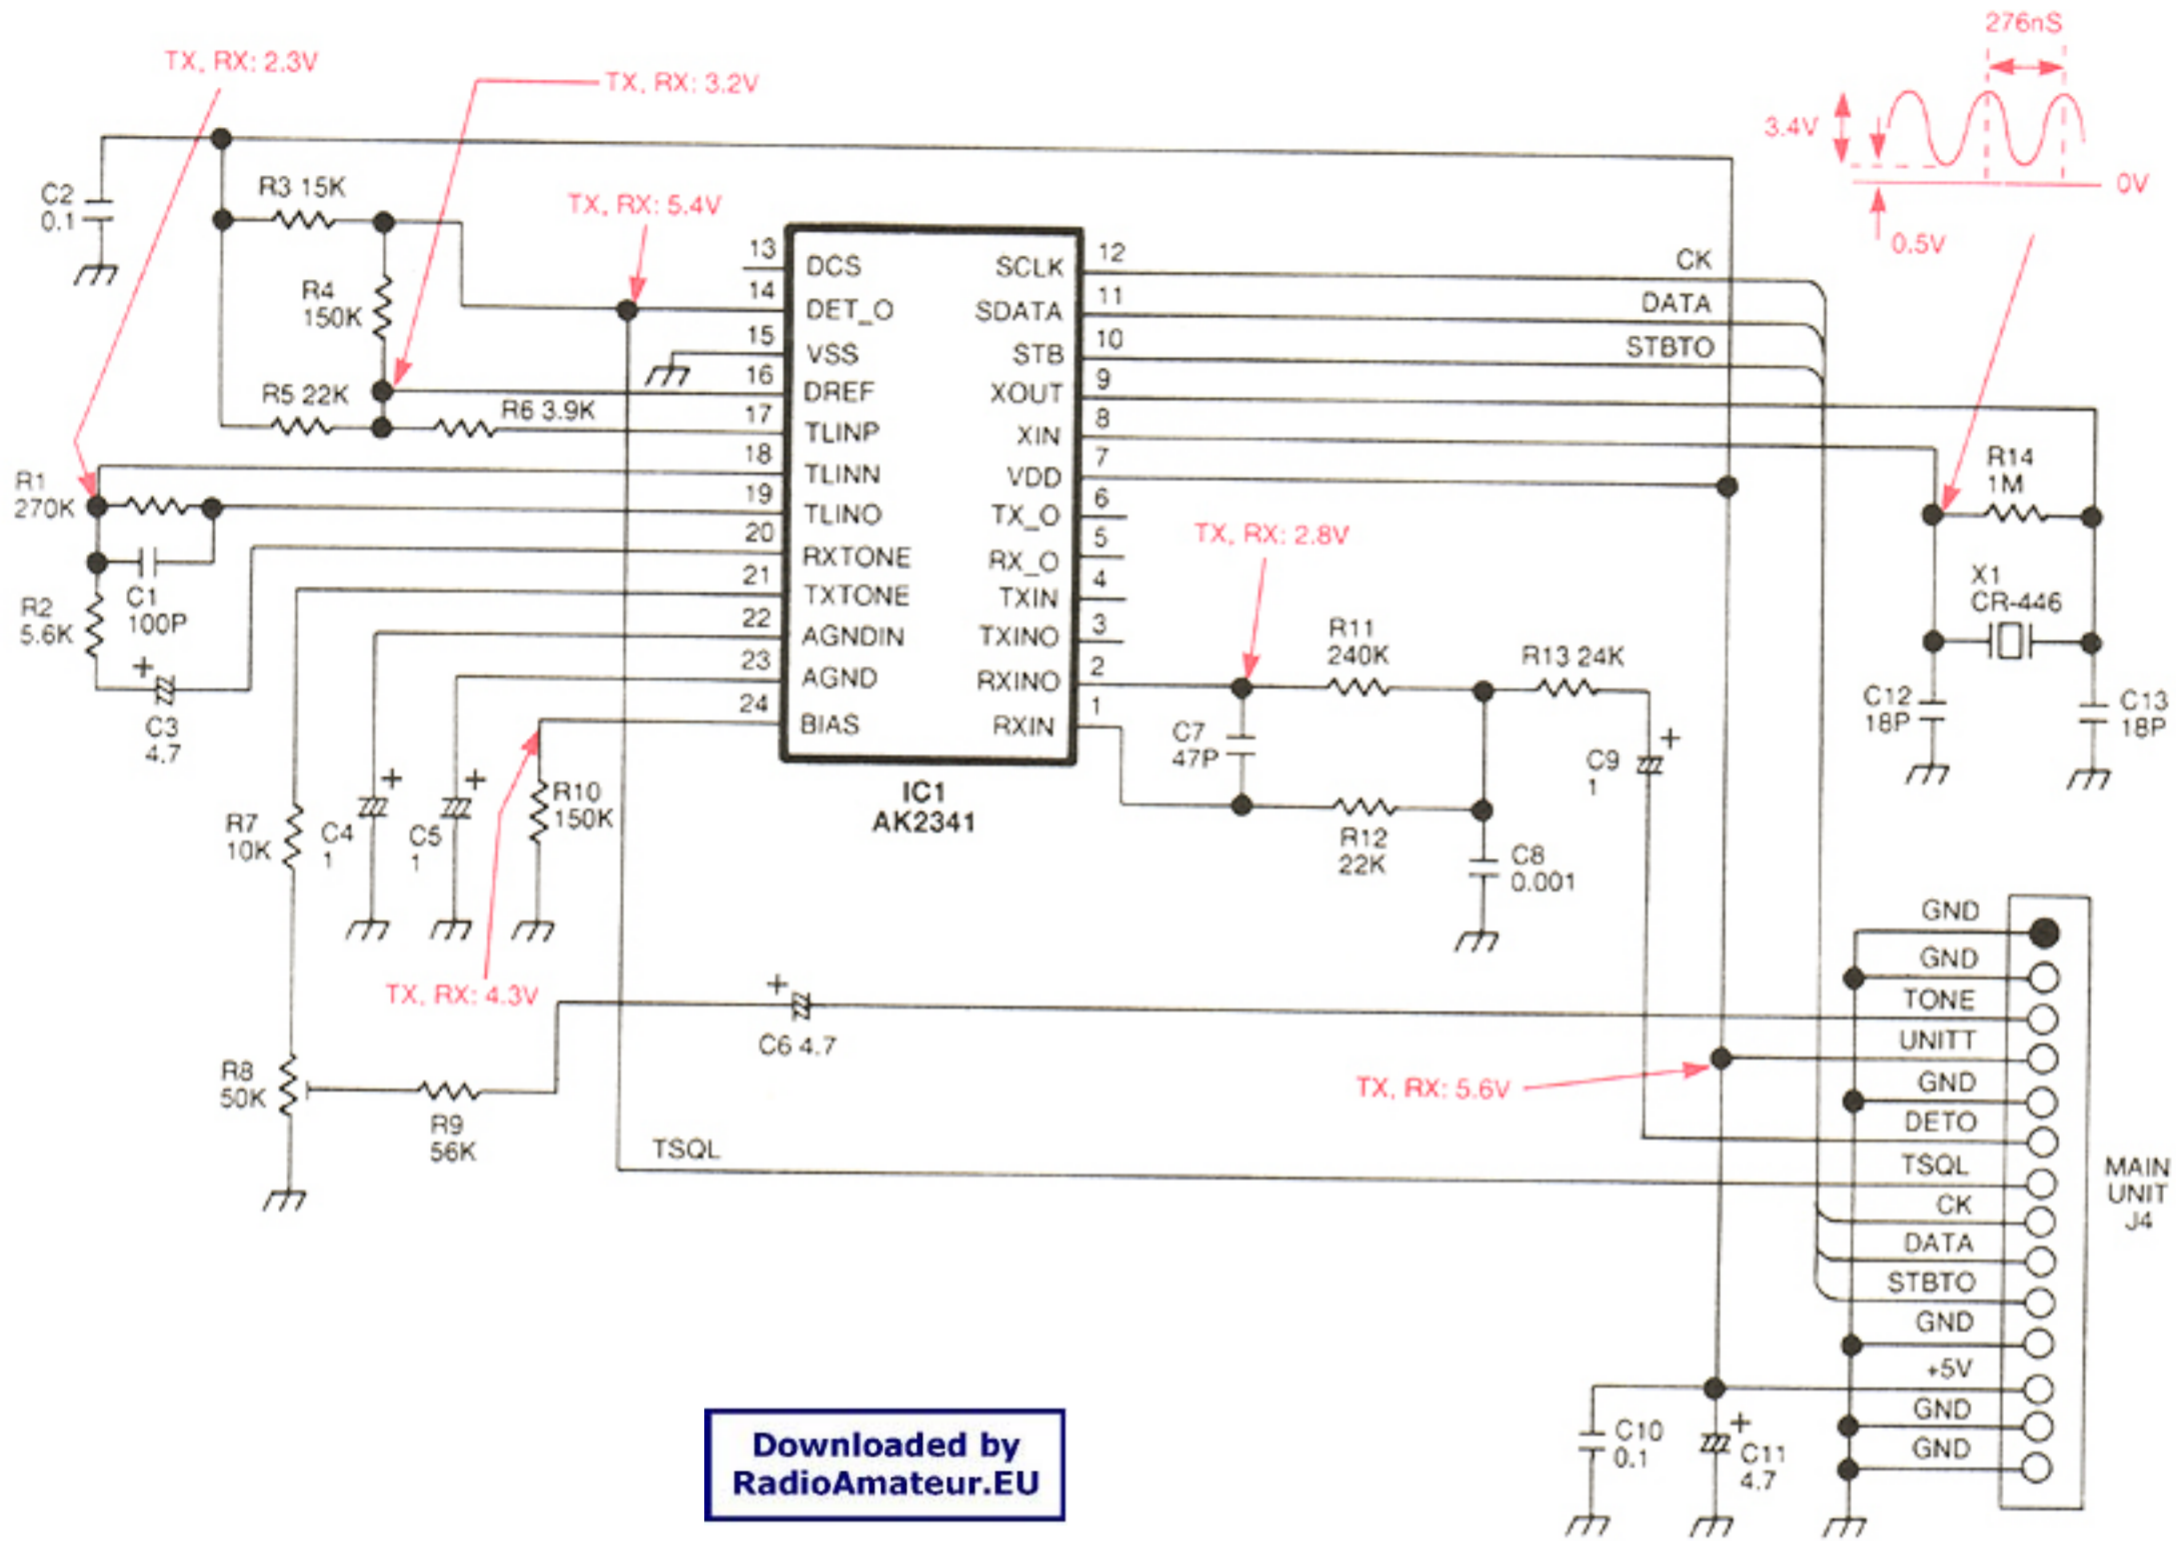 276nS
TX, RX: 2.3V
TX, RX: 3.2V
3.4V
0V
0.5V
C2
0.1
R3 15K
TX, RX: 5.4V
R4
150K
R5 22K
R6 3.9K
R1
270K
C1
100P
R2
5.6K
+
C3
4.7
13
14
15
16
17
18
19
20
21
22
23
24
DCS
DET_O
VSS
DREF
TLINP
TLINN
TLINO
RXTONE
TXTONE
AGNDIN
AGND
BIAS
SCLK
SDATA
STB
XOUT
XIN
VDD
TX_O
RX_O
TXIN
TXINO
RXINO
RXIN
12
11
10
9
8
7
6
5
4
3
2
1
IC1
AK2341
CK
DATA
STBTO
R14
1M
X1
CR-446
C12
18P
C13
18P
TX, RX: 2.8V
R11
240K
R13 24K
C7
47P
R12
22K
C8
0.001
+
C9
1
R7
10K
+
C4
1
+
C5
1
R10
150K
TX, RX: 4.3V
R8
50K
R9
56K
+
C6 4.7
TSQL
TX, RX: 5.6V
GND
GND
TONE
UNITT
GND
DETO
TSQL
CK
DATA
STBTO
GND
+5V
GND
GND
MAIN
UNIT
J4
C10
0.1
+
C11
4.7
Downloaded by
RadioAmateur.EU